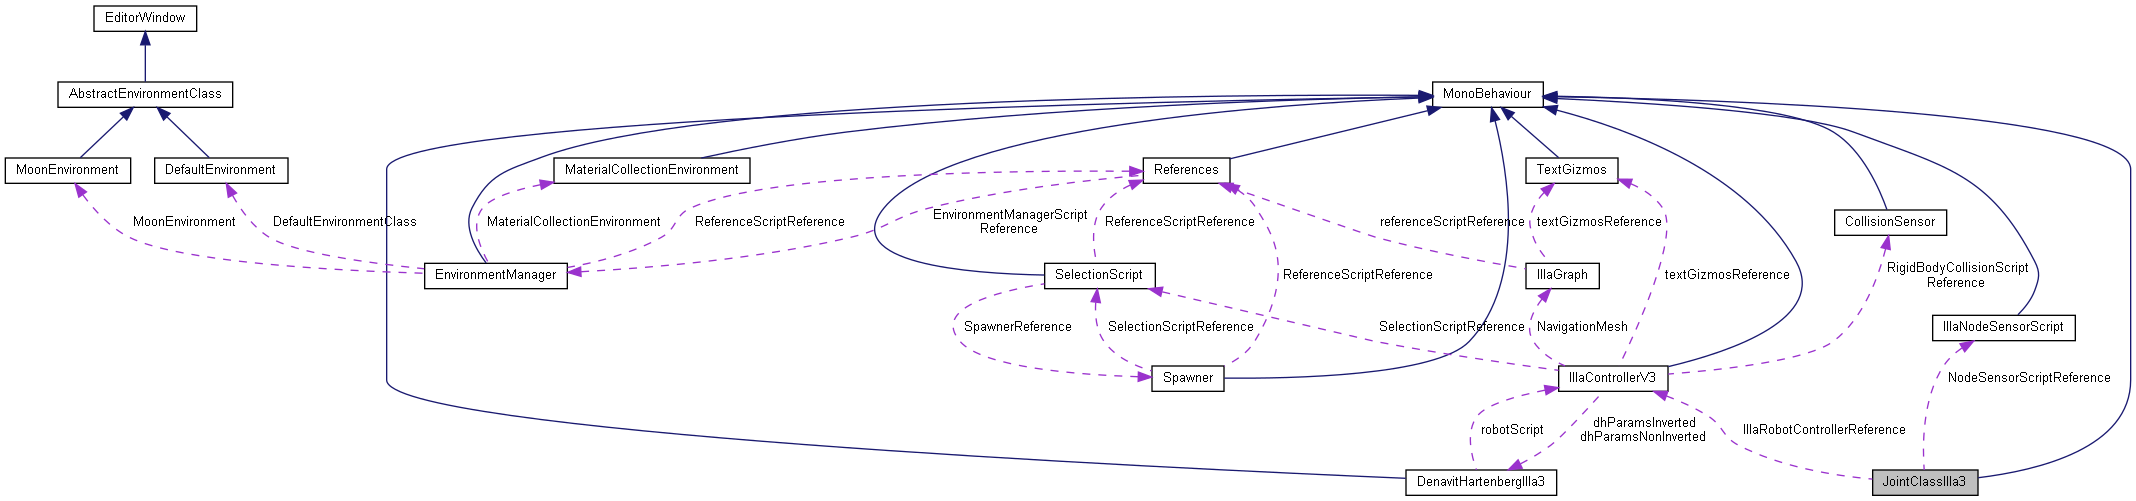 EditorWindow
AbstractEnvironmentClass
MonoBehaviour
MoonEnvironment
DefaultEnvironment
MaterialCollectionEnvironment
References
TextGizmos
MoonEnvironment
DefaultEnvironmentClass
MaterialCollectionEnvironment
ReferenceScriptReference
EnvironmentManagerScript
Reference
ReferenceScriptReference
referenceScriptReference
textGizmosReference
CollisionSensor
EnvironmentManager
SelectionScript
ReferenceScriptReference
IllaGraph
textGizmosReference
RigidBodyCollisionScript
Reference
SpawnerReference
SelectionScriptReference
SelectionScriptReference
NavigationMesh
IllaNodeSensorScript
Spawner
IllaControllerV3
NodeSensorScriptReference
robotScript
dhParamsInverted
dhParamsNonInverted
IllaRobotControllerReference
DenavitHartenbergIlla3
JointClassIlla3